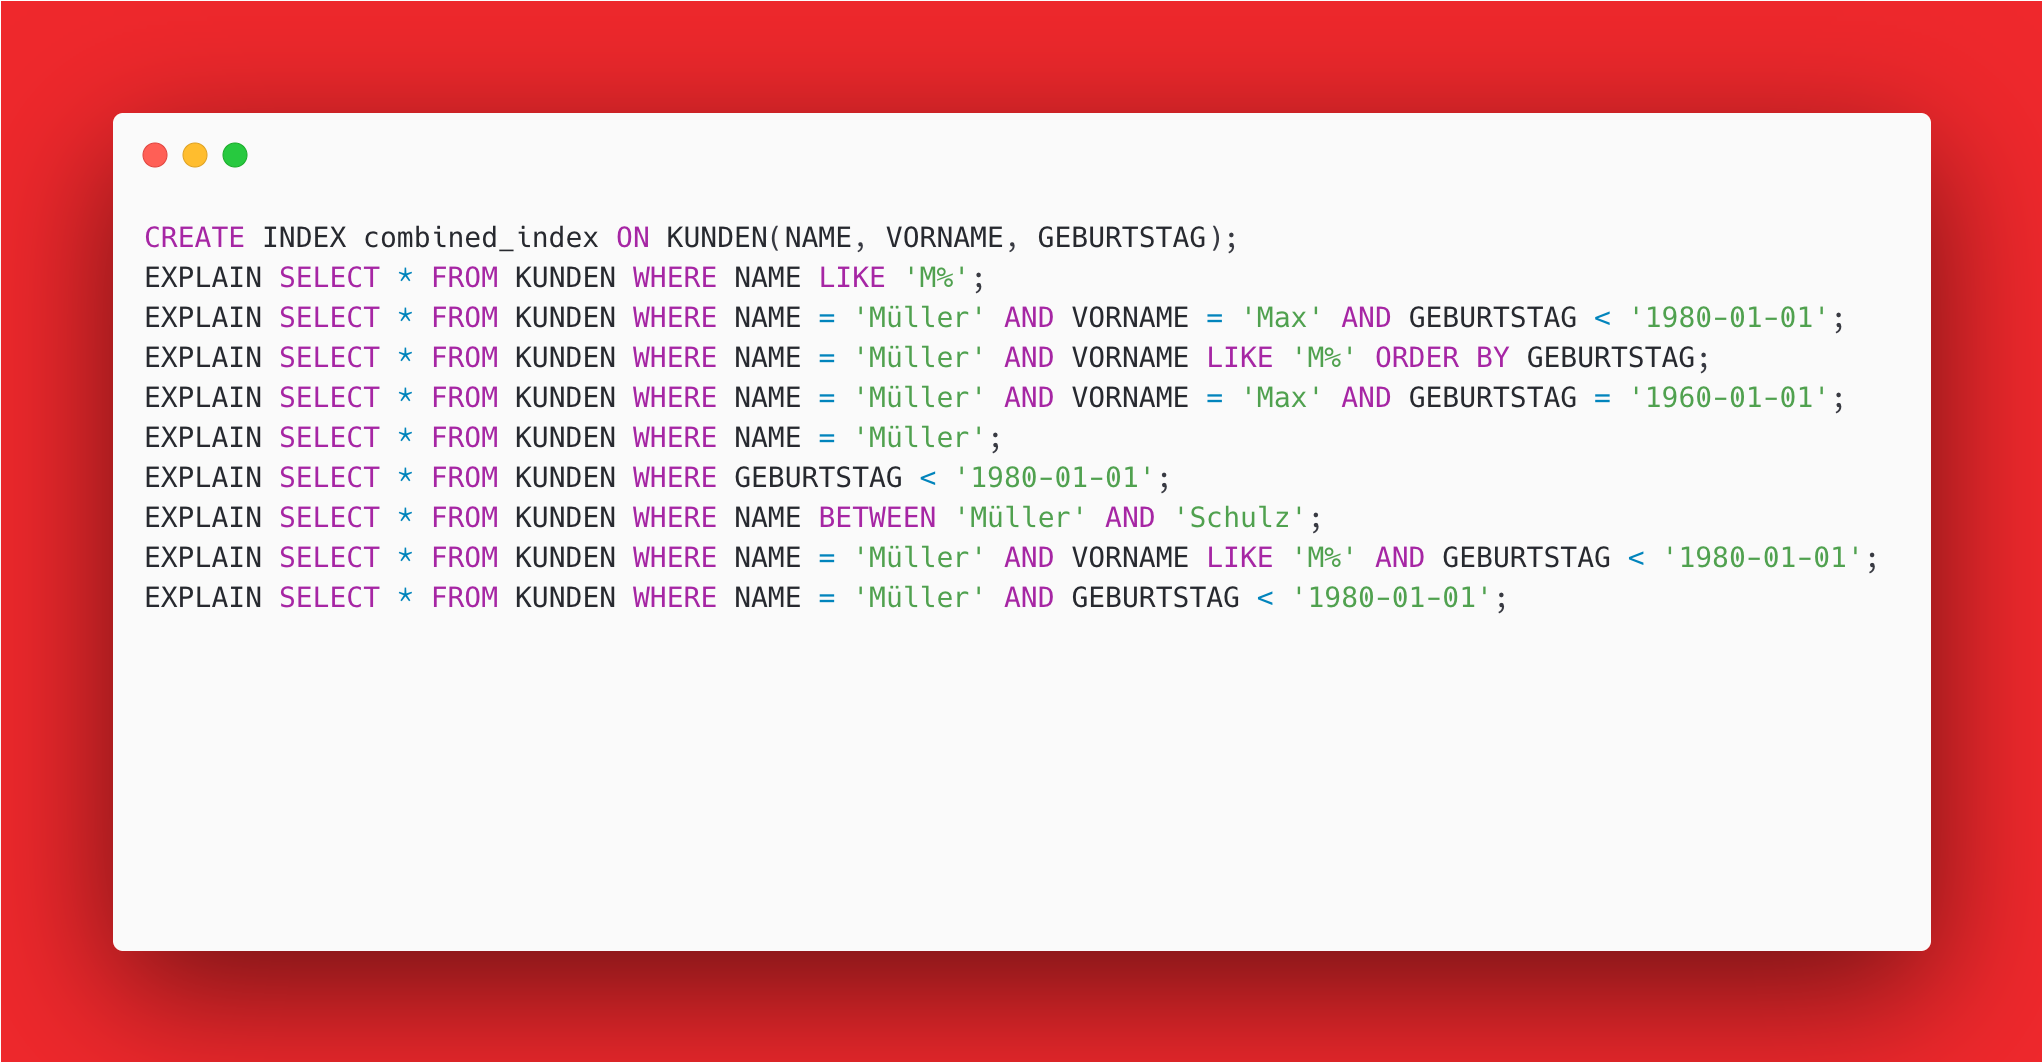 CREATE INDEX combined_index ON KUNDEN(NAME, VORNAME, GEBURTSTAG);
EXPLAIN SELECT * FROM KUNDEN WHERE NAME LIKE 'M%';
EXPLAIN SELECT * FROM KUNDEN WHERE NAME = 'Müller' AND VORNAME = 'Max' AND GEBURTSTAG < '1980-01-01';
EXPLAIN SELECT * FROM KUNDEN WHERE NAME = 'Müller' AND VORNAME LIKE 'M%' ORDER BY GEBURTSTAG;
EXPLAIN SELECT * FROM KUNDEN WHERE NAME = 'Müller' AND VORNAME = 'Max' AND GEBURTSTAG = '1960-01-01';
EXPLAIN SELECT * FROM KUNDEN WHERE NAME = 'Müller';
EXPLAIN SELECT * FROM KUNDEN WHERE GEBURTSTAG < '1980-01-01';
EXPLAIN SELECT * FROM KUNDEN WHERE NAME BETWEEN 'Müller' AND 'Schulz';
EXPLAIN SELECT * FROM KUNDEN WHERE NAME = 'Müller' AND VORNAME LIKE 'M%' AND GEBURTSTAG < '1980-01-01';
EXPLAIN SELECT * FROM KUNDEN WHERE NAME = 'Müller' AND GEBURTSTAG < '1980-01-01';